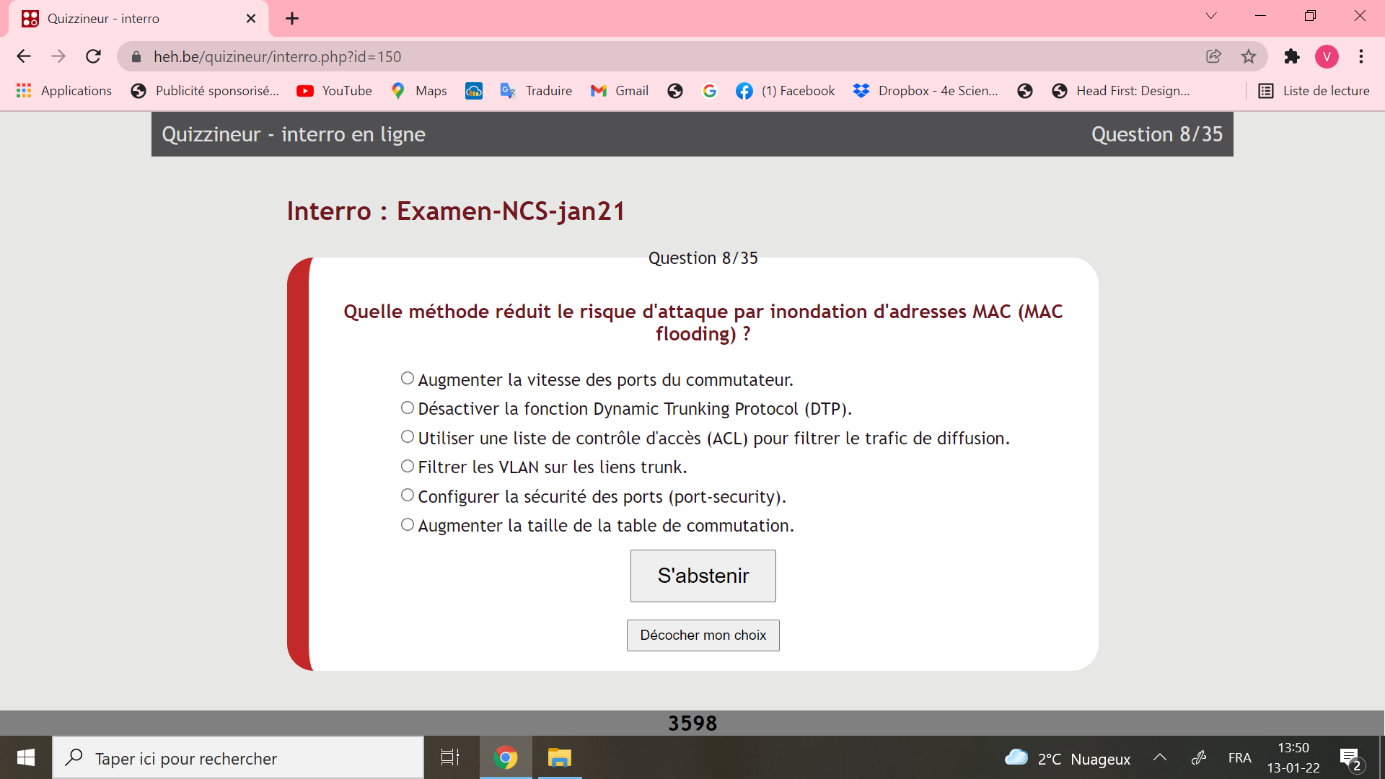 Quizzineur - interro
heh.be/quizineur/interro.php?id=150
V
Applications
Publicité sponsorisé...
YouTube
Maps
Traduire
Gmail
(1) Facebook
Dropbox - 4e Scien...
Head First: Design...
Liste de lecture
Quizzineur - interro en ligne
Question 8/35
Interro : Examen-NCS-jan21
Question 8/35
Quelle méthode réduit le risque d'attaque par inondation d'adresses MAC (MAC
flooding) ?
Augmenter la vitesse des ports du commutateur.
Désactiver la fonction Dynamic Trunking Protocol (DTP).
Utiliser une liste de contrôle d'accès (ACL) pour filtrer le trafic de diffusion.
Filtrer les VLAN sur les liens trunk.
Configurer la sécurité des ports (port-security).
Augmenter la taille de la table de commutation.
S'abstenir
Décocher mon choix
3598
Taper ici pour rechercher
2°C Nuageux
FRA
13:50
13-01-22
2